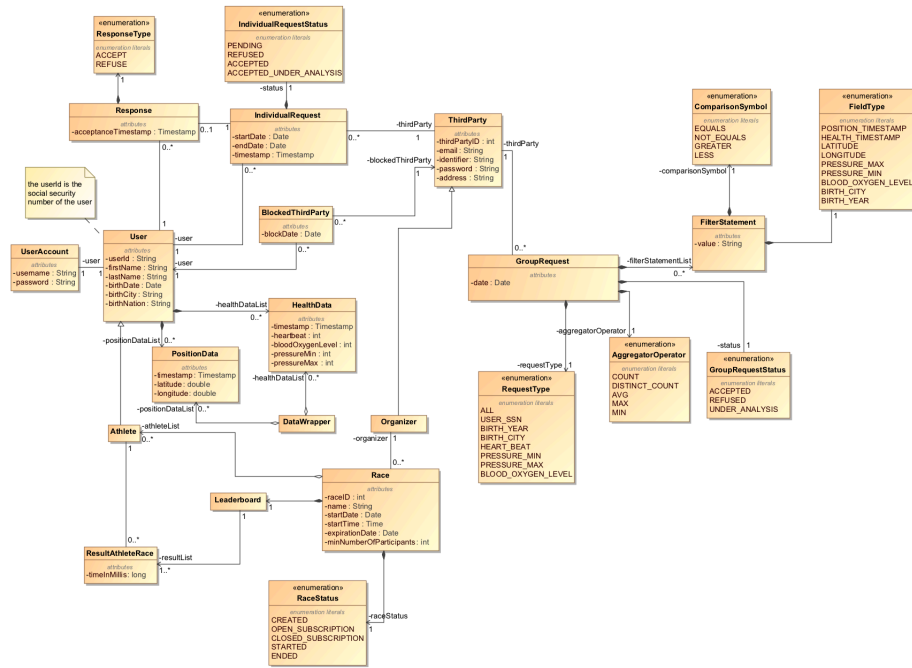 «enumeration»
ResponseType
enumeration literals
ACCEPT
REFUSE
1
«enumeration»
IndividualRequestStatus
enumeration literals
PENDING
REFUSED
ACCEPTED
ACCEPTED_UNDER_ANALYSIS
-status 1
Response
attributes
-acceptanceTimestamp : Timestamp
0..1
1
0..*
IndividualRequest
attributes
-startDate : Date
-endDate : Date
-timestamp : Timestamp
0..*
0..*
-thirdParty
1
ThirdParty
attributes
-thirdPartyID : int
-email : String
-identifier : String
-password : String
-address : String
-thirdParty
1
-blockedThirdParty
1
«enumeration»
ComparisonSymbol
enumeration literals
EQUALS
NOT_EQUALS
GREATER
LESS
-comparisonSymbol 1
«enumeration»
FieldType
enumeration literals
POSITION_TIMESTAMP
HEALTH_TIMESTAMP
LATITUDE
LONGITUDE
PRESSURE_MAX
PRESSURE_MIN
BLOOD_OXYGEN_LEVEL
BIRTH_CITY
BIRTH_YEAR
1
the userId is the
social security
number of the user
BlockedThirdParty
attributes
-blockDate : Date
0..*
0..*
FilterStatement
attributes
-value : String
1
User
attributes
-userId : String
-firstName : String
-lastName : String
-birthDate : Date
-birthCity : String
-birthNation : String
-user
1
-user
1
UserAccount
attributes
-username : String
-password : String
-user
1
1
0..*
GroupRequest
attributes
-date : Date
-filterStatementList
0..*
-healthDataList
0..*
HealthData
attributes
-timestamp : Timestamp
-heartbeat : int
-bloodOxygenLevel : int
-pressureMin : int
-pressureMax : int
-healthDataList 0..*
-positionDataList 0..*
PositionData
attributes
-timestamp : Timestamp
-latitude : double
-longitude : double
-positionDataList 0..*
DataWrapper
-aggregatorOperator 1
«enumeration»
AggregatorOperator
enumeration literals
COUNT
DISTINCT_COUNT
AVG
MAX
MIN
-status 1
«enumeration»
GroupRequestStatus
enumeration literals
ACCEPTED
REFUSED
UNDER_ANALYSIS
-requestType 1
«enumeration»
RequestType
enumeration literals
ALL
USER_SSN
BIRTH_YEAR
BIRTH_CITY
HEART_BEAT
PRESSURE_MIN
PRESSURE_MAX
BLOOD_OXYGEN_LEVEL
Organizer
-organizer 1
0..*
Athlete
-athleteList
0..*
1
Race
attributes
-raceID : int
-name : String
-startDate : Date
-startTime : Time
-expirationDate : Date
-minNumberOfParticipants : int
Leaderboard
1
1
0..*
ResultAthleteRace
attributes
-timeInMillis : long
-resultList
1..*
-raceStatus
1
«enumeration»
RaceStatus
enumeration literals
CREATED
OPEN_SUBSCRIPTION
CLOSED_SUBSCRIPTION
STARTED
ENDED